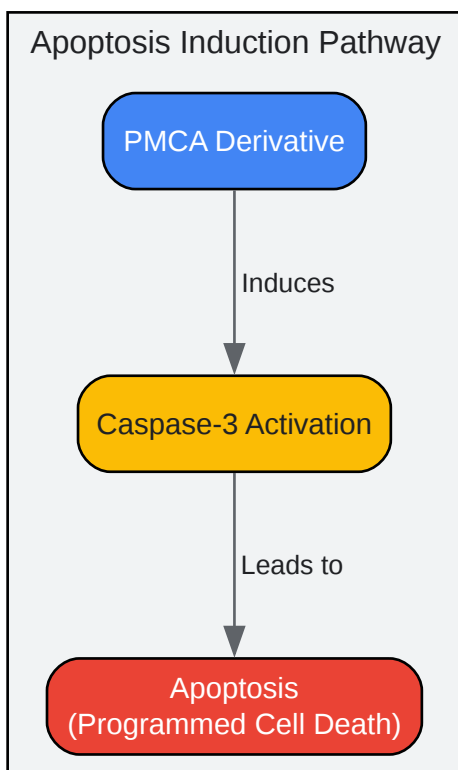 Apoptosis Induction Pathway
PMCA Derivative
Induces
Caspase-3 Activation
Leads to
Apoptosis
(Programmed Cell Death)